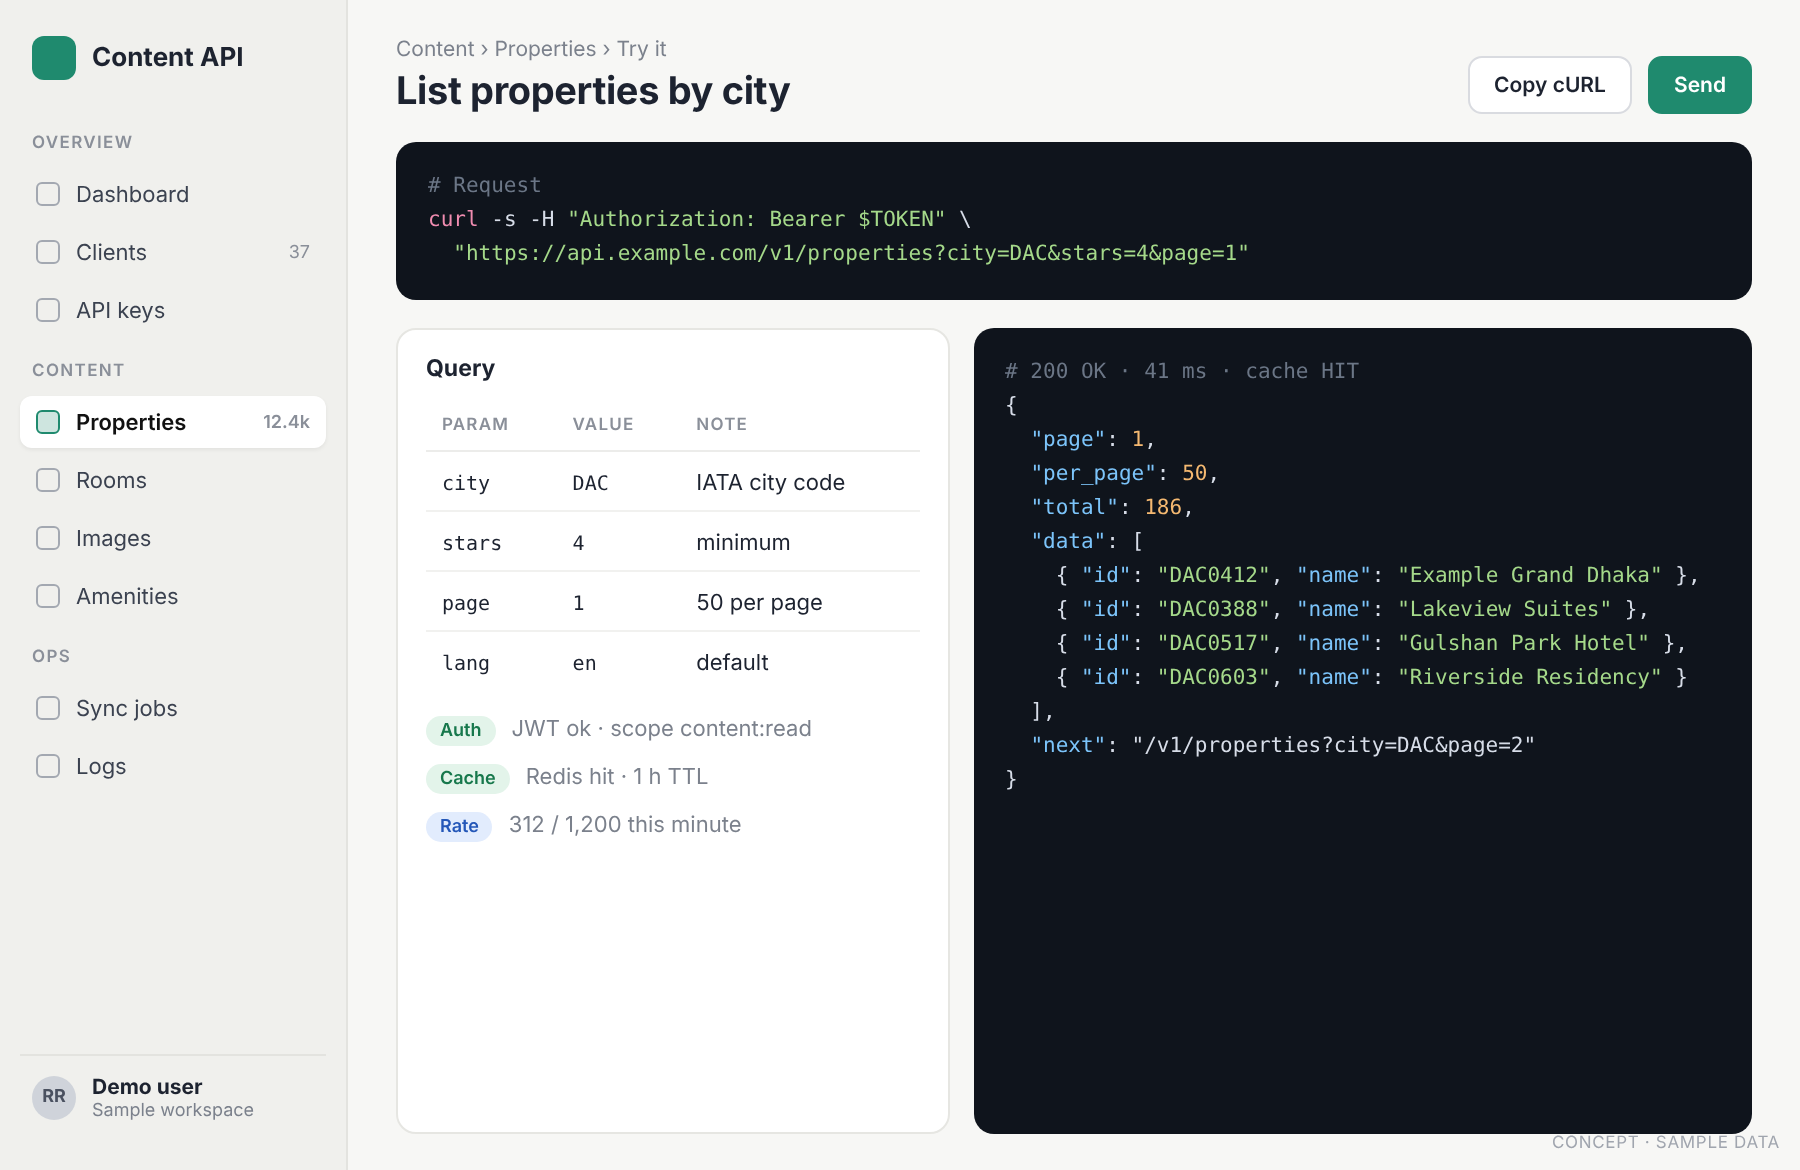 Content API
OVERVIEW
Dashboard
Clients 37
API keys
CONTENT
Properties 12.4k
Rooms
Images
Amenities
OPS
Sync jobs
Logs
RR
Demo user
Sample workspace
Content › Properties › Try it
List properties by city
Copy cURL
Send
# Request
curl -s -H "Authorization: Bearer $TOKEN" \
"https://api.example.com/v1/properties?city=DAC&stars=4&page=1"
Query
PARAM VALUE NOTE
city DAC IATA city code
stars 4 minimum
page 1 50 per page
lang en default
Auth JWT ok · scope content:read
Cache Redis hit · 1 h TTL
Rate 312 / 1,200 this minute
# 200 OK · 41 ms · cache HIT
{
"page": 1,
"per_page": 50,
"total": 186,
"data": [
{ "id": "DAC0412", "name": "Example Grand Dhaka" },
{ "id": "DAC0388", "name": "Lakeview Suites" },
{ "id": "DAC0517", "name": "Gulshan Park Hotel" },
{ "id": "DAC0603", "name": "Riverside Residency" }
],
"next": "/v1/properties?city=DAC&page=2"
}
CONCEPT · SAMPLE DATA